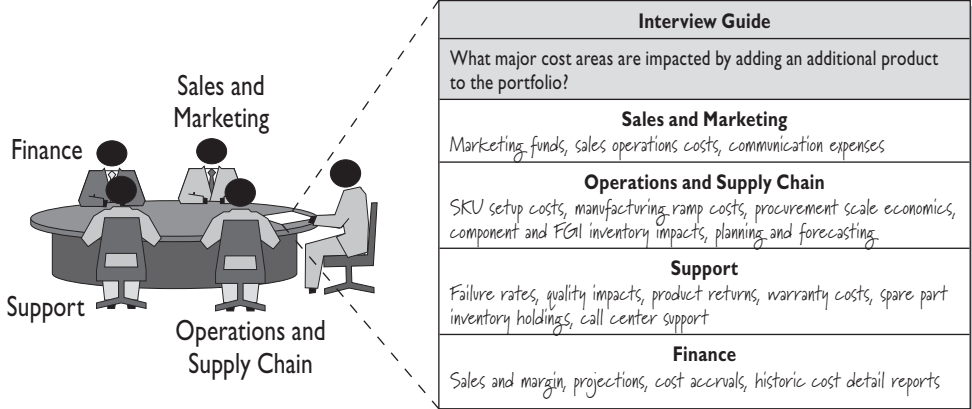 Sales and
Marketing
Finance
Support
Operations and
Supply Chain
Interview Guide
What major cost areas are impacted by adding an additional product
to the portfolio?
Sales and Marketing
Marketing funds, sales operations costs, communication expenses
Operations and Supply Chain
SKU setup costs, manufacturing ramp costs, procurement scale economics,
component and FGI inventory impacts, planning and forecasting
Support
Failure rates, quality impacts, product returns, warranty costs, spare part
inventory holdings, call center support
Finance
Sales and margin, projections, cost accruals, historic cost detail reports